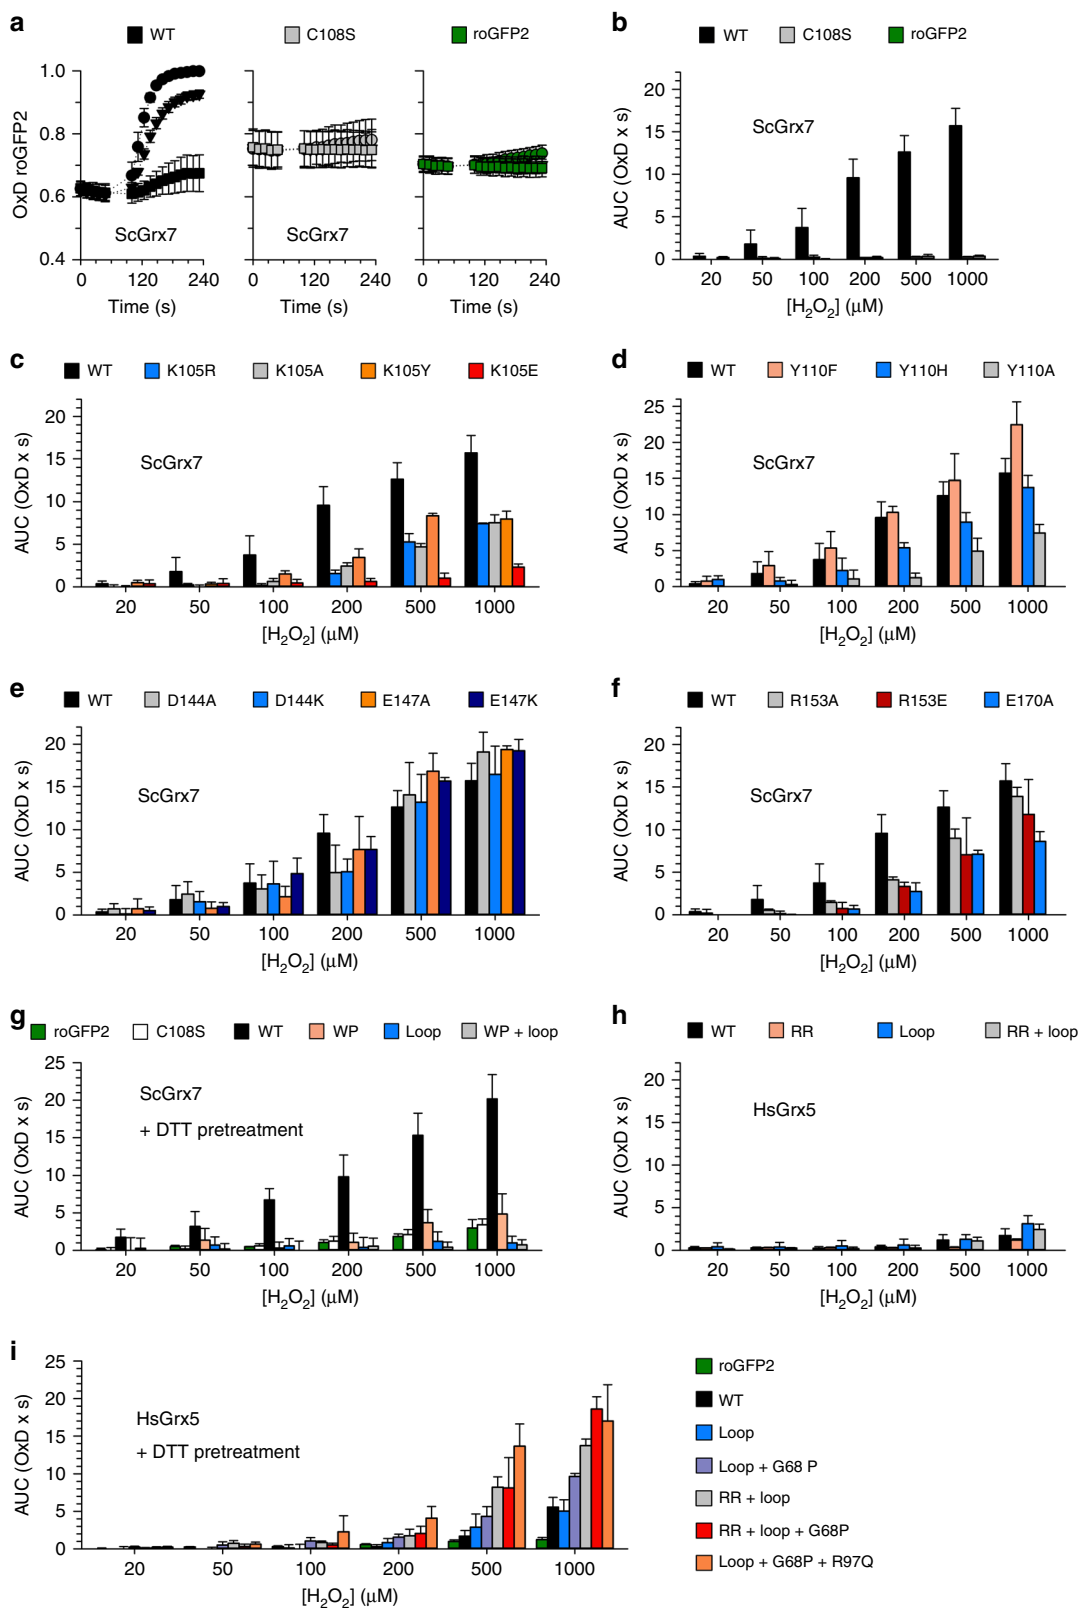 a
WT
C108S
roGFP2
OxD roGFP2
1.0
0.8
0.6
0.4
ScGrx7
ScGrx7
0 120 240
0 120 240
0 120 240
Time (s)
Time (s)
Time (s)
b
WT
C108S
roGFP2
AUC (OxD x s)
20
15
10
5
0
ScGrx7
20 50 100 200 500 1000
[H₂O₂] (μM)
c
WT
K105R
K105A
K105Y
K105E
AUC (OxD x s)
20
15
10
5
0
ScGrx7
20 50 100 200 500 1000
[H₂O₂] (μM)
d
WT
Y110F
Y110H
Y110A
AUC (OxD x s)
25
20
15
10
5
0
ScGrx7
20 50 100 200 500 1000
[H₂O₂] (μM)
e
WT
D144A
D144K
E147A
E147K
AUC (OxD x s)
20
15
10
5
0
ScGrx7
20 50 100 200 500 1000
[H₂O₂] (μM)
f
WT
R153A
R153E
E170A
AUC (OxD x s)
20
15
10
5
0
ScGrx7
20 50 100 200 500 1000
[H₂O₂] (μM)
g
roGFP2
C108S
WT
WP
Loop
WP + loop
AUC (OxD x s)
25
20
15
10
5
0
ScGrx7
+ DTT pretreatment
20 50 100 200 500 1000
[H₂O₂] (μM)
h
WT
RR
Loop
RR + loop
AUC (OxD x s)
20
15
10
5
0
HsGrx5
20 50 100 200 500 1000
[H₂O₂] (μM)
i
AUC (OxD x s)
25
20
15
10
5
0
HsGrx5
+ DTT pretreatment
20 50 100 200 500 1000
[H₂O₂] (μM)
roGFP2
WT
Loop
Loop + G68 P
RR + loop
RR + loop + G68P
Loop + G68P + R97Q